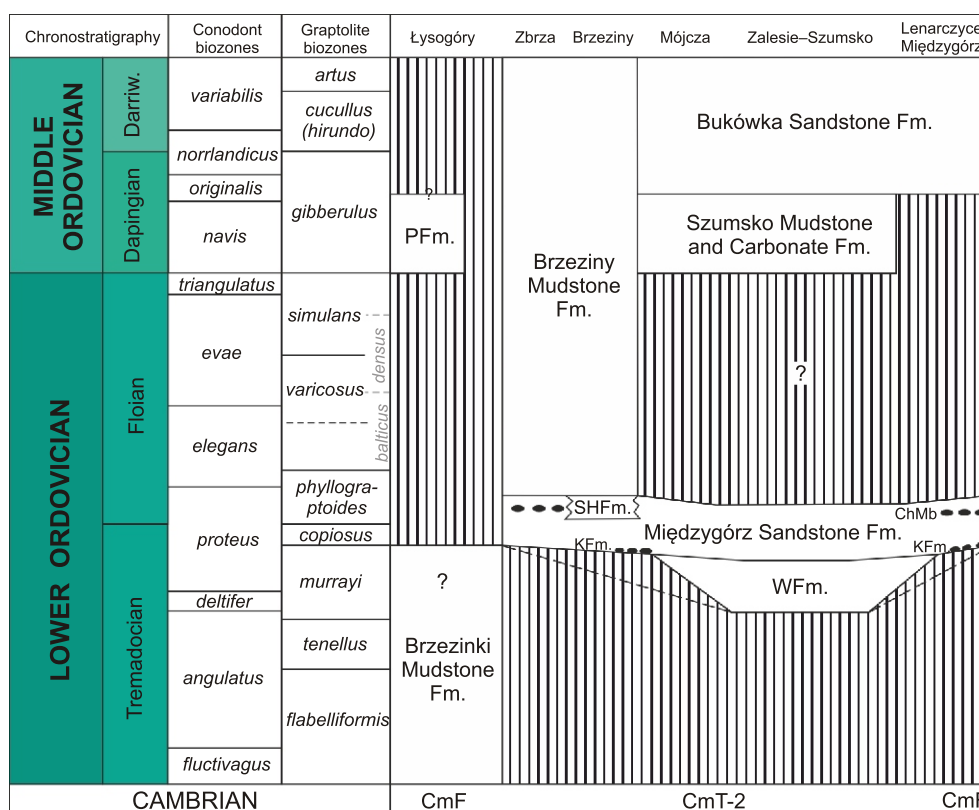 Chronostratigraphy
Conodont
biozones
Graptolite
biozones
Łysogóry
Zbrza
Brzeziny
Mójcza
Zalesie–Szumsko
Lenarczyce
Międzygórz
MIDDLE
ORDOVICIAN
LOWER ORDOVICIAN
Darriw.
Dapingian
Floian
Tremadocian
variabilis
norrlandicus
originalis
navis
triangulatus
evae
elegans
proteus
deltifer
angulatus
fluctivagus
artus
cucullus
(hirundo)
gibberulus
simulans
varicosus
densus
balticus
phyllogra-
ptoides
copiosus
murrayi
tenellus
flabelliformis
?
PFm.
?
Brzezinki
Mudstone
Fm.
Brzeziny
Mudstone
Fm.
Bukówka Sandstone Fm.
Szumsko Mudstone
and Carbonate Fm.
?
SHFm.
ChMb
Międzygórz Sandstone Fm.
KFm.
KFm
WFm.
CAMBRIAN
CmF
CmT-2